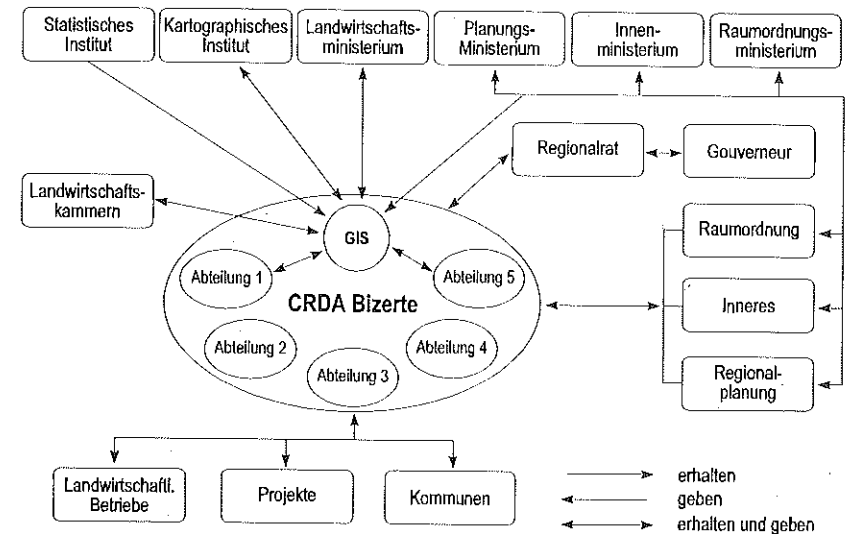 Statistisches
Institut
Kartographisches
Institut
Landwirtschafts-
ministerium
Planungs-
Ministerium
Innen-
ministerium
Raumordnungs-
ministerium
Regionalrat
Gouverneur
Landwirtschafts-
kammern
GIS
Raumordnung
Abteilung 1
Abteilung 5
CRDA Bizerte
Inneres
Abteilung 2
Abteilung 4
Abteilung 3
Regional-
planung
Landwirtschaftl.
Betriebe
Projekte
Kommunen
erhalten
geben
erhalten und geben